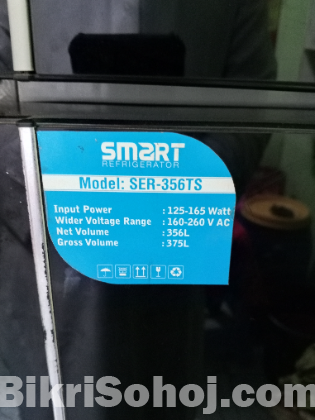 SMART
REFRIGERATOR
Model: SER-356TS
Input Power : 125-165 Watt
Wider Voltage Range : 160-260 V AC
Net Volume : 356L
Gross Volume : 375L
BikriSohoj.com